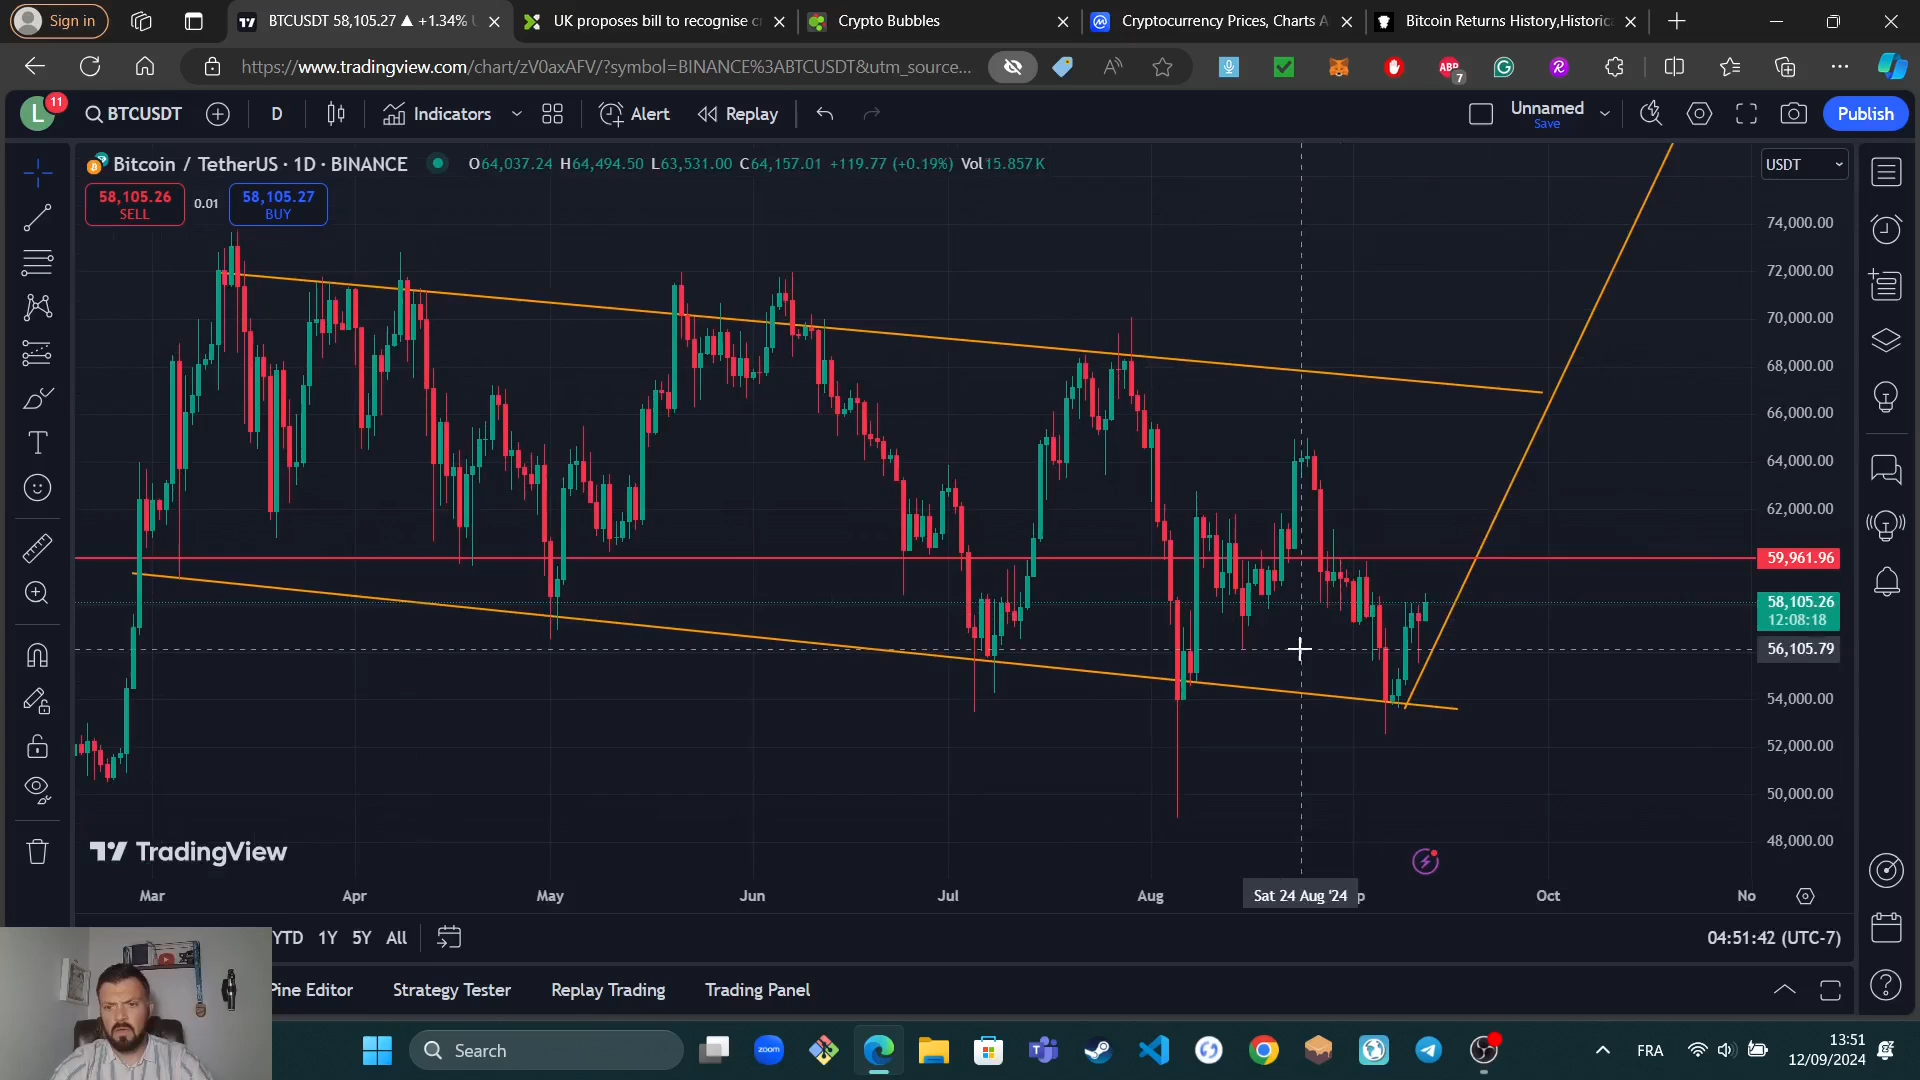 Sign in
BTCUSDT 58,105.27 ▲ +1.34%
UK proposes bill to recognise c
Crypto Bubbles
Cryptocurrency Prices, Charts A
Bitcoin Returns History,Historic
https://www.tradingview.com/chart/zV0axAFV/?symbol=BINANCE%3ABTCUSDT&utm_source...
ABP
7
L
11
BTCUSDT
D
Indicators
Alert
Replay
Unnamed
Save
Publish
Bitcoin / TetherUS · 1D · BINANCE
O64,037.24 H64,494.50 L63,531.00 C64,157.01 +119.77 (+0.19%) Vol15.857K
USDT
58,105.26
SELL
0.01
58,105.27
BUY
74,000.00
72,000.00
70,000.00
68,000.00
66,000.00
64,000.00
62,000.00
59,961.96
58,105.26
12:08:18
56,105.79
54,000.00
52,000.00
50,000.00
48,000.00
TradingView
Mar
Apr
May
Jun
Jul
Aug
Sat 24 Aug '24
p
Oct
No
YTD
1Y
5Y
All
04:51:42 (UTC-7)
Pine Editor
Strategy Tester
Replay Trading
Trading Panel
Search
zoom
FRA
13:51
12/09/2024